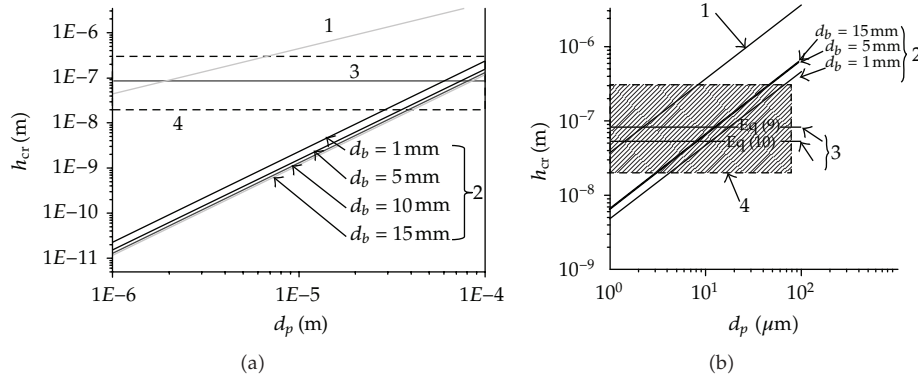 1E−6
1E−7
1E−8
1E−9
1E−10
1E−11
h_cr (m)
1
3
4
d_b = 1 mm
d_b = 5 mm
d_b = 10 mm
d_b = 15 mm
2
1E−6
1E−5
1E−4
d_p (m)
(a)
10^−6
10^−7
10^−8
10^−9
h_cr (m)
1
d_b = 15 mm
d_b = 5 mm
d_b = 1 mm
2
Eq (9)
Eq (10)
3
4
10^0
10^1
10^2
d_p (μm)
(b)